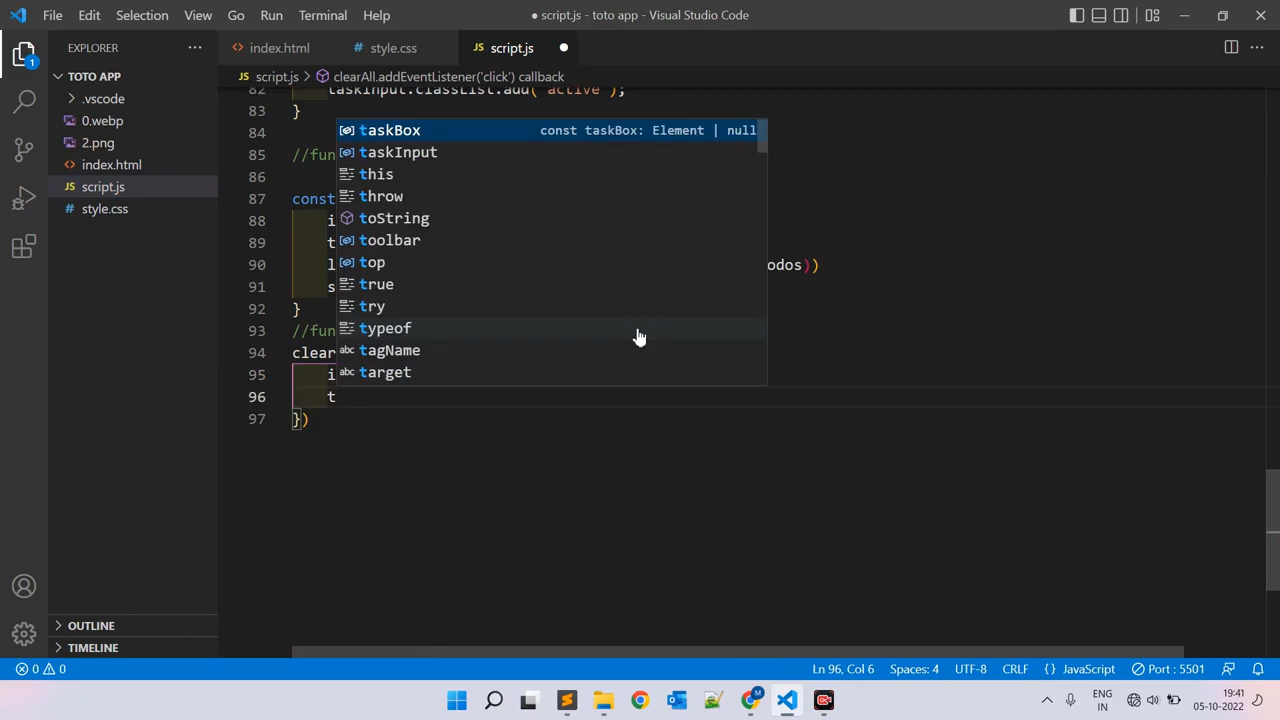 File Edit Selection View Go Run Terminal Help
script.js - toto app - Visual Studio Code
EXPLORER
TOTO APP
.vscode
0.webp
2.png
index.html
script.js
style.css
OUTLINE
TIMELINE
index.html
style.css
JS script.js
JS script.js > clearAll.addEventListener('click') callback
82 taskInput.classList.add("active");
83 }
84
85 //fun
86
87 const
88 i
89 t
90 l odos))
91 s
92 }
93 //fun
94 clear
95 i
96 t
97 })
taskBox const taskBox: Element | null
taskInput
this
throw
toString
toolbar
top
true
try
typeof
abc tagName
abc target
0 0
Ln 96, Col 6 Spaces: 4 UTF-8 CRLF {} JavaScript Port : 5501
ENG
IN
19:41
05-10-2022